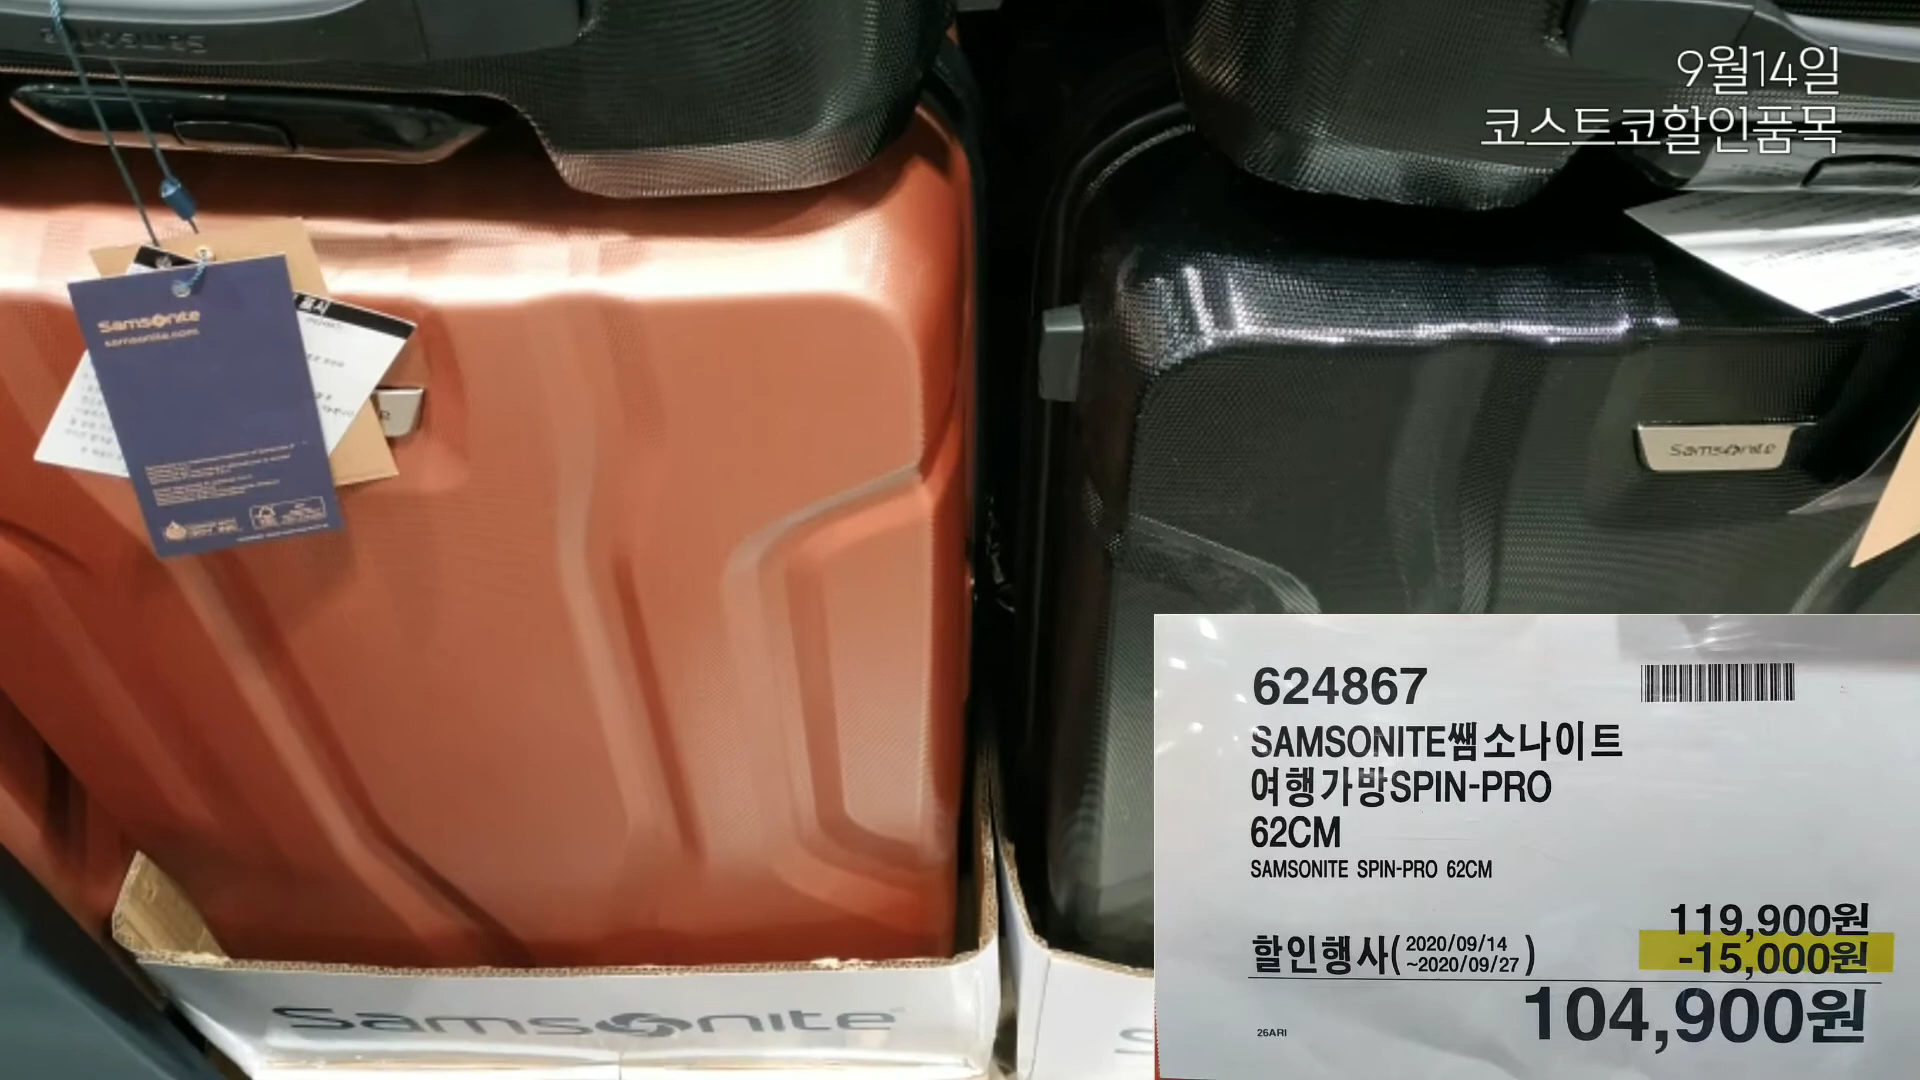 9월14일
코스트코할인품목
samsonite
samsonite.com
Samsonite
624867
SAMSONITE쌤소나이트
여행가방SPIN-PRO
62CM
SAMSONITE SPIN-PRO 62CM
119,900원
할인행사(2020/09/14
~2020/09/27)
-15,000원
104,900원
26ARI
Samsonite